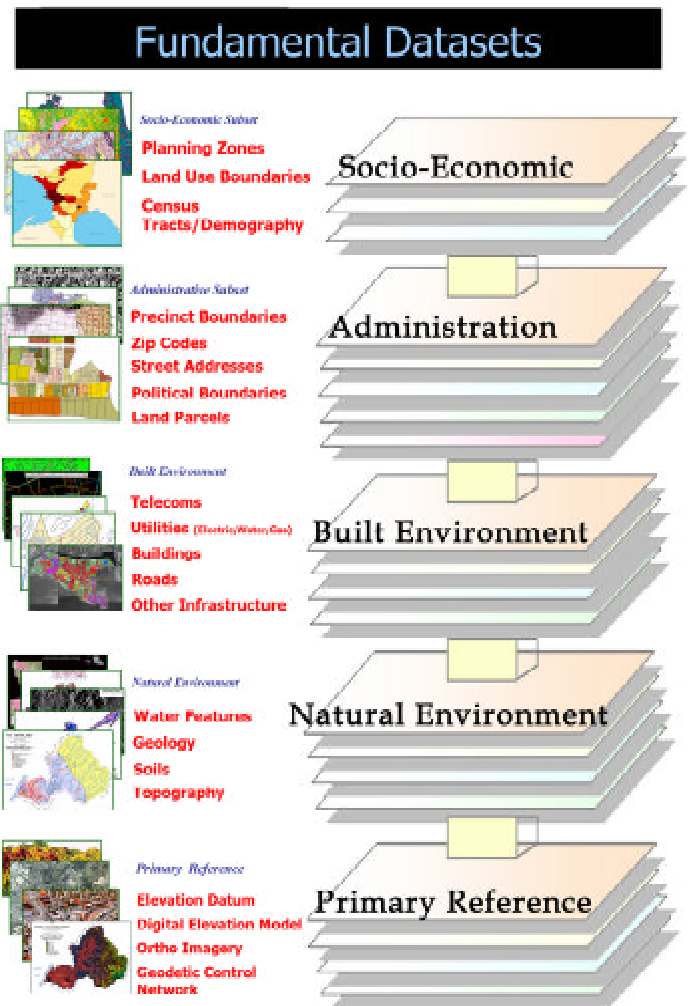 Fundamental Datasets
Socio-Economic Subset
Planning Zones
Land Use Boundaries
Census
Tracts/Demography
Socio-Economic
Administrative Subset
Precinct Boundaries
Zip Codes
Street Addresses
Political Boundaries
Land Parcels
Administration
Built Environment
Telecoms
Utilities (Electric,Water,Gas)
Buildings
Roads
Other Infrastructure
Built Environment
Natural Environment
Water Features
Geology
Soils
Topography
Natural Environment
Primary Reference
Elevation Datum
Digital Elevation Model
Ortho Imagery
Geodetic Control
Network
Primary Reference